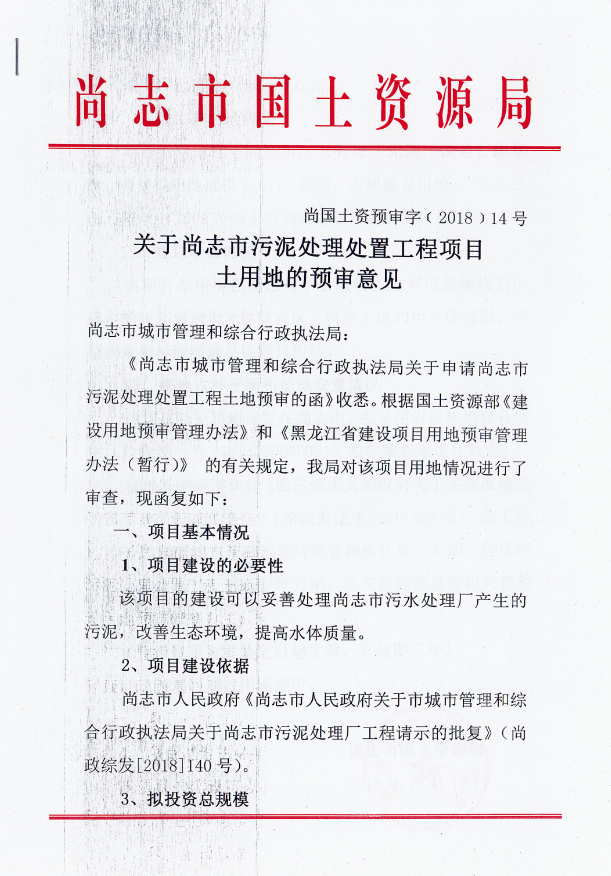 尚志市国土资源局
尚国土资预审字﹝2018﹞14号
关于尚志市污泥处理处置工程项目
土用地的预审意见
尚志市城市管理和综合行政执法局：
《尚志市城市管理和综合行政执法局关于申请尚志市
污泥处理处置工程土地预审的函》收悉。根据国土资源部《建
设用地预审管理办法》和《黑龙江省建设项目用地预审管理
办法（暂行）》 的有关规定，我局对该项目用地情况进行了
审查，现函复如下：
一、项目基本情况
1、项目建设的必要性
该项目的建设可以妥善处理尚志市污水处理厂产生的
污泥，改善生态环境，提高水体质量。
2、项目建设依据
尚志市人民政府《尚志市人民政府关于市城市管理和综
合行政执法局关于尚志市污泥处理厂工程请示的批复》（尚
政综发[2018]140号）。
3、拟投资总规模